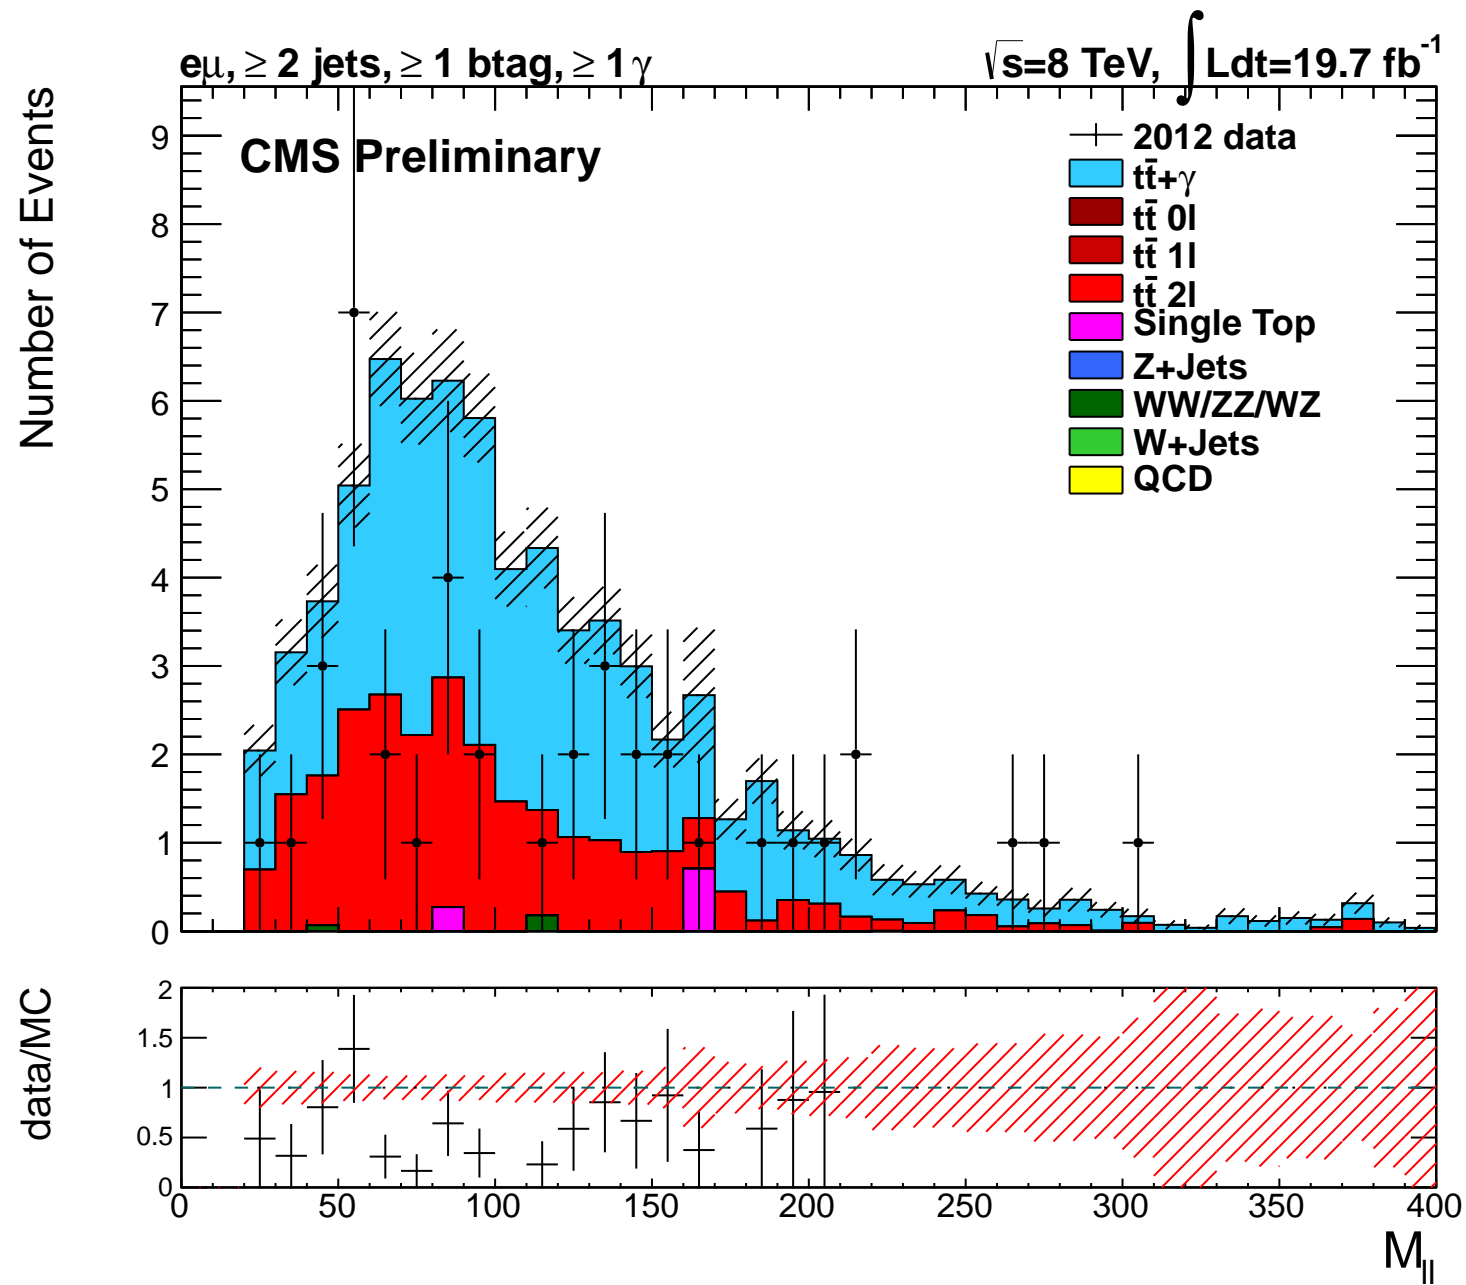 eμ, ≥ 2 jets, ≥ 1 btag, ≥ 1 γ
√s=8 TeV, ∫ Ldt=19.7 fb⁻¹
CMS Preliminary
2012 data
tt̄+γ
tt̄ 0l
tt̄ 1l
tt̄ 2l
Single Top
Z+Jets
WW/ZZ/WZ
W+Jets
QCD
Number of Events
9
8
7
6
5
4
3
2
1
0
data/MC
2
1.5
1
0.5
0
0 50 100 150 200 250 300 350 400
M_ll